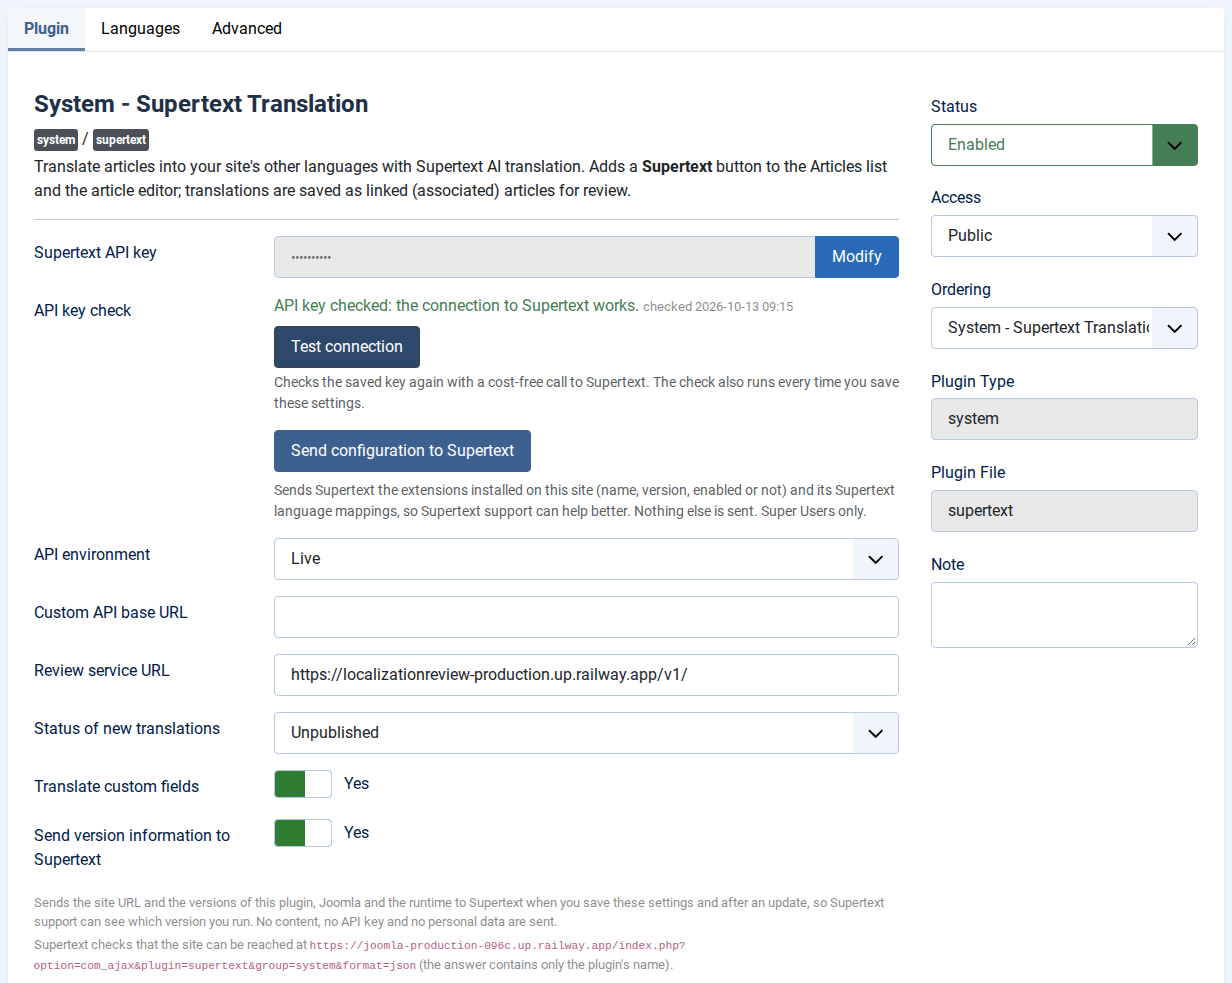 Plugin
Languages
Advanced
System - Supertext Translation
system / supertext
Translate articles into your site's other languages with Supertext AI translation. Adds a Supertext button to the Articles list
and the article editor; translations are saved as linked (associated) articles for review.
Supertext API key
••••••••••
Modify
API key check
API key checked: the connection to Supertext works. checked 2026-10-13 09:15
Test connection
Checks the saved key again with a cost-free call to Supertext. The check also runs every time you save
these settings.
Send configuration to Supertext
Sends Supertext the extensions installed on this site (name, version, enabled or not) and its Supertext
language mappings, so Supertext support can help better. Nothing else is sent. Super Users only.
API environment
Live
Custom API base URL
Review service URL
https://localizationreview-production.up.railway.app/v1/
Status of new translations
Unpublished
Translate custom fields
Yes
Send version information to
Supertext
Yes
Sends the site URL and the versions of this plugin, Joomla and the runtime to Supertext when you save these settings and after an update, so Supertext
support can see which version you run. No content, no API key and no personal data are sent.
Supertext checks that the site can be reached at https://joomla-production-096c.up.railway.app/index.php?
option=com_ajax&plugin=supertext&group=system&format=json (the answer contains only the plugin's name).
Status
Enabled
Access
Public
Ordering
System - Supertext Translatio
Plugin Type
system
Plugin File
supertext
Note